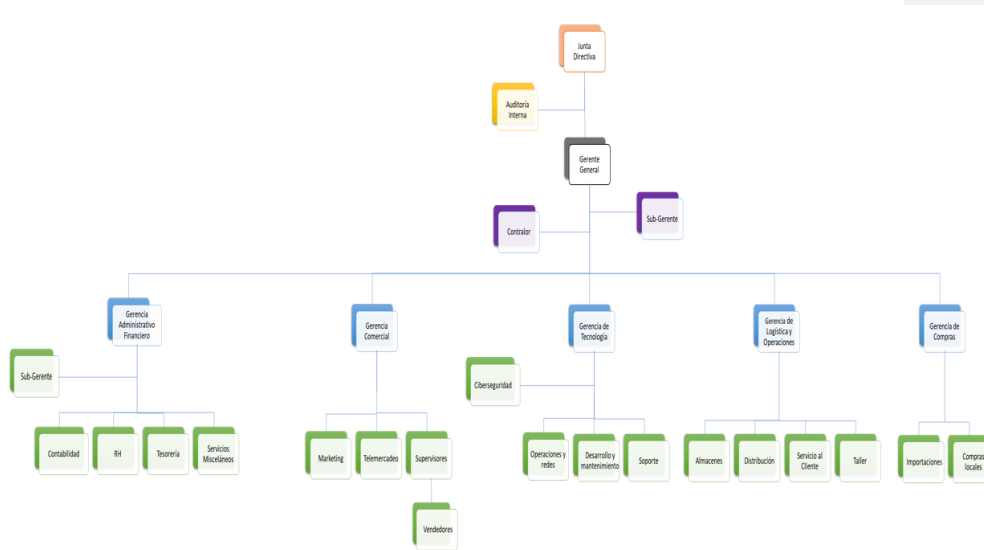 Junta
Directiva
Auditoría
Interna
Gerente
General
Sub-Gerente
Contralor
Gerencia
Administrativo
Financiero
Gerencia
Comercial
Gerencia de
Tecnología
Gerencia de
Logística y
Operaciones
Gerencia de
Compras
Sub-Gerente
Ciberseguridad
Contabilidad
RH
Tesorería
Servicios
Misceláneos
Marketing
Telemercadeo
Supervisores
Operaciones y
redes
Desarrollo y
mantenimiento
Soporte
Almacenes
Distribución
Servicio al
Cliente
Taller
Importaciones
Compras
locales
Vendedores